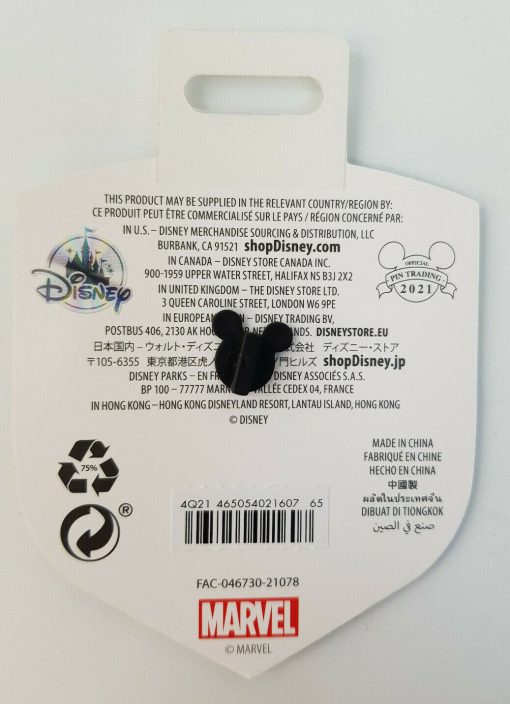 THIS PRODUCT MAY BE SUPPLIED IN THE RELEVANT COUNTRY/REGION BY:
CE PRODUIT PEUT ÊTRE COMMERCIALISÉ SUR LE PAYS / RÉGION CONCERNÉ PAR:
IN U.S. – DISNEY MERCHANDISE SOURCING & DISTRIBUTION, LLC
BURBANK, CA 91521 shopDisney.com
IN CANADA – DISNEY STORE CANADA INC.
900-1959 UPPER WATER STREET, HALIFAX NS B3J 2X2
IN UNITED KINGDOM – THE DISNEY STORE LTD.
3 QUEEN CAROLINE STREET, LONDON W6 9PE
IN EUROPEAN – DISNEY TRADING BV,
POSTBUS 406, 2130 AK DISNEYSTORE.EU
日本国内 – ウォルト・ディズニ ディズニー・ストア
〒105-6355 東京都港区虎ノ 門ヒルズ shopDisney.jp
DISNEY PARKS – EN DISNEY ASSOCIÉS S.A.S.
BP 100 – 77777 VALLÉE CEDEX 04, FRANCE
IN HONG KONG – HONG KONG DISNEYLAND RESORT, LANTAU ISLAND, HONG KONG
© DISNEY
Disney
OFFICIAL
PIN TRADING
2021
75%
®
4Q21 465054021607 65
MADE IN CHINA
FABRIQUÉ EN CHINE
HECHO EN CHINA
中國製
ผลิตในประเทศจีน
DIBUAT DI TIONGKOK
صنع في الصين
FAC-046730-21078
MARVEL
© MARVEL